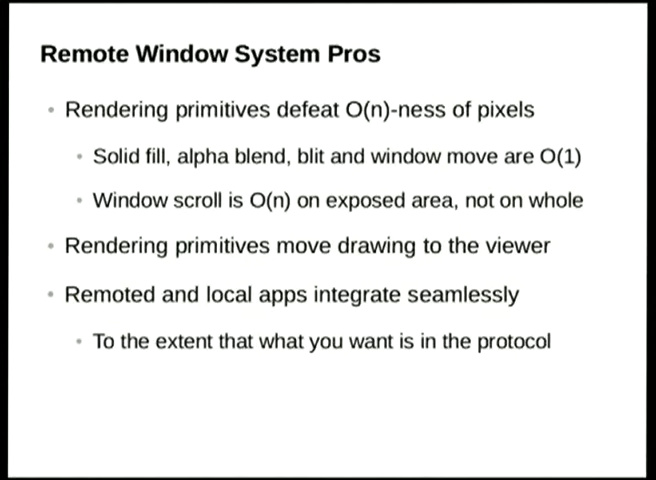 Remote Window System Pros
Rendering primitives defeat O(n)-ness of pixels
Solid fill, alpha blend, blit and window move are O(1)
Window scroll is O(n) on exposed area, not on whole
Rendering primitives move drawing to the viewer
Remoted and local apps integrate seamlessly
To the extent that what you want is in the protocol